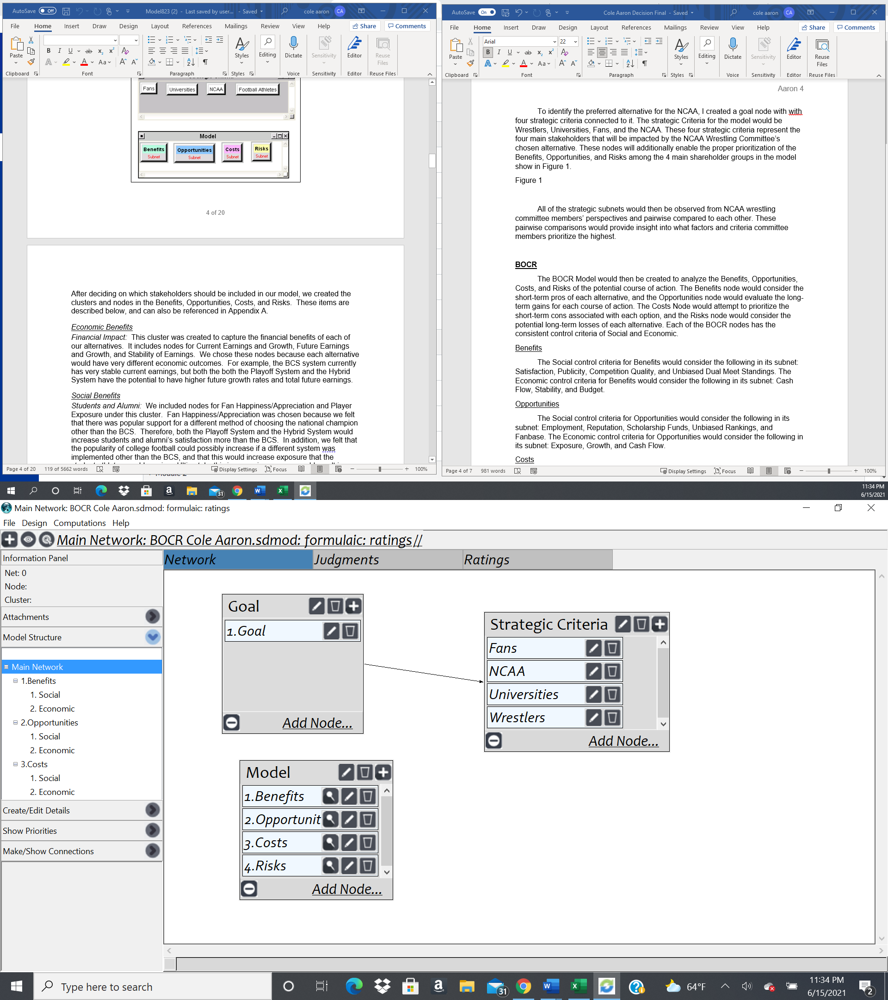 AutoSave Off Model823 (2) - Last saved by user... - Saved cole aaron CA
File Home Insert Draw Design Layout References Mailings Review View Help Share Comments
Paste B I U ab x₂ x² A Aa A A Styles Editing Dictate Sensitivity Editor Reuse Files
Clipboard Font Paragraph Styles Voice Sensitivity Editor Reuse Files
Fans Universities NCAA Football Athletes
Model
Benefits Opportunities Costs Risks
Subnet Subnet Subnet Subnet
4 of 20
After deciding on which stakeholders should be included in our model, we created the
clusters and nodes in the Benefits, Opportunities, Costs, and Risks. These items are
described below, and can also be referenced in Appendix A.
Economic Benefits
Financial Impact: This cluster was created to capture the financial benefits of each of
our alternatives. It includes nodes for Current Earnings and Growth, Future Earnings
and Growth, and Stability of Earnings. We chose these nodes because each alternative
would have very different economic outcomes. For example, the BCS system currently
has very stable current earnings, but both the both the Playoff System and the Hybrid
System have the potential to have higher future growth rates and total future earnings.
Social Benefits
Students and Alumni: We included nodes for Fan Happiness/Appreciation and Player
Exposure under this cluster. Fan Happiness/Appreciation was chosen because we felt
that there was popular support for a different method of choosing the national champion
other than the BCS. Therefore, both the Playoff System and the Hybrid System would
increase students and alumni's satisfaction more than the BCS. In addition, we felt that
the popularity of college football could possibly increase if a different system was
implemented other than the BCS, and that this would increase exposure that the
Page 4 of 20 119 of 5662 words Display Settings Focus 100%
AutoSave On Cole Aaron Decision Final - Saved cole aaron CA
File Home Insert Draw Design Layout References Mailings Review View Help Share Comments
Arial 22
Paste B I U ab x₂ x² A Aa A A Styles Editing Dictate Sensitivity Editor Reuse Files
Clipboard Font Paragraph Styles Voice Sensitivity Editor Reuse Files
Aaron 4
To identify the preferred alternative for the NCAA, I created a goal node with with
four strategic criteria connected to it. The strategic Criteria for the model would be
Wrestlers, Universities, Fans, and the NCAA. These four strategic criteria represent the
four main stakeholders that will be impacted by the NCAA Wrestling Committee's
chosen alternative. These nodes will additionally enable the proper prioritization of the
Benefits, Opportunities, and Risks among the 4 main shareholder groups in the model
show in Figure 1.
Figure 1
All of the strategic subnets would then be observed from NCAA wrestling
committee members' perspectives and pairwise compared to each other. These
pairwise comparisons would provide insight into what factors and criteria committee
members prioritize the highest.
BOCR
The BOCR Model would then be created to analyze the Benefits, Opportunities,
Costs, and Risks of the potential course of action. The Benefits node would consider the
short-term pros of each alternative, and the Opportunities node would evaluate the long-
term gains for each course of action. The Costs Node would attempt to prioritize the
short-term cons associated with each option, and the Risks node would consider the
potential long-term losses of each alternative. Each of the BOCR nodes has the
consistent control criteria of Social and Economic.
Benefits
The Social control criteria for Benefits would consider the following in its subnet:
Satisfaction, Publicity, Competition Quality, and Unbiased Dual Meet Standings. The
Economic control criteria for Benefits would consider the following in its subnet: Cash
Flow, Stability, and Budget.
Opportunities
The Social control criteria for Opportunities would consider the following in its
subnet: Employment, Reputation, Scholarship Funds, Unbiased Rankings, and
Fanbase. The Economic control criteria for Opportunities would consider the following in
its subnet: Exposure, Growth, and Cash Flow.
Costs
Page 4 of 7 981 words Display Settings Focus 100%
31 11:34 PM
6/15/2021
Main Network: BOCR Cole Aaron.sdmod: formulaic: ratings
File Design Computations Help
Main Network: BOCR Cole Aaron.sdmod: formulaic: ratings//
Information Panel
Net: 0
Node:
Cluster:
Attachments
Model Structure
Main Network
1.Benefits
1. Social
2. Economic
2.Opportunities
1. Social
2. Economic
3.Costs
1. Social
2. Economic
Create/Edit Details
Show Priorities
Make/Show Connections
Network Judgments Ratings
Goal
1.Goal
Add Node...
Strategic Criteria
Fans
NCAA
Universities
Wrestlers
Add Node...
Model
1.Benefits
2.Opportunit
3.Costs
4.Risks
Add Node...
Type here to search 31 64°F 11:34 PM
6/15/2021 2